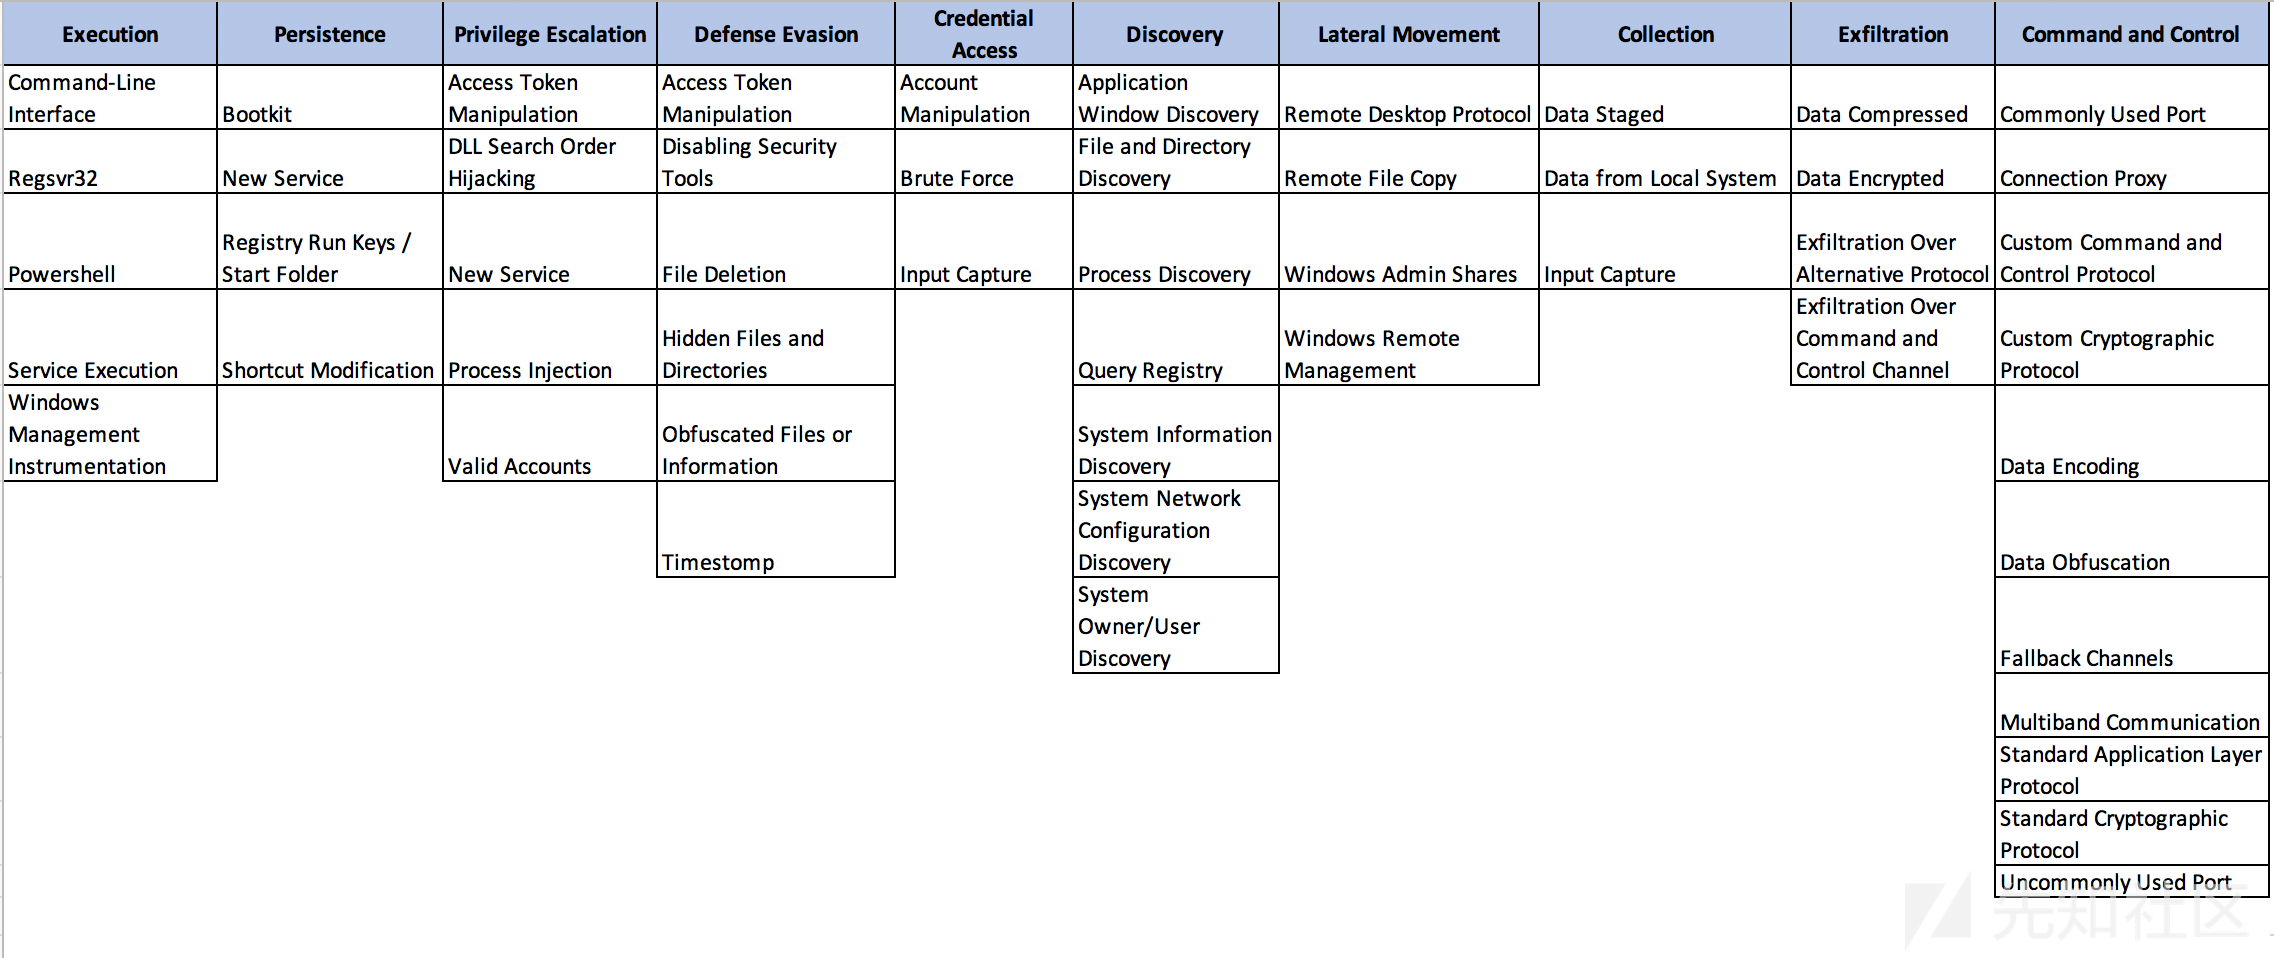 Execution
Persistence
Privilege Escalation
Defense Evasion
Credential
Access
Discovery
Lateral Movement
Collection
Exfiltration
Command and Control
Command-Line
Interface
Bootkit
Access Token
Manipulation
Access Token
Manipulation
Account
Manipulation
Application
Window Discovery
Remote Desktop Protocol
Data Staged
Data Compressed
Commonly Used Port
Regsvr32
New Service
DLL Search Order
Hijacking
Disabling Security
Tools
Brute Force
File and Directory
Discovery
Remote File Copy
Data from Local System
Data Encrypted
Connection Proxy
Powershell
Registry Run Keys /
Start Folder
New Service
File Deletion
Input Capture
Process Discovery
Windows Admin Shares
Input Capture
Exfiltration Over
Alternative Protocol
Custom Command and
Control Protocol
Service Execution
Shortcut Modification
Process Injection
Hidden Files and
Directories
Query Registry
Windows Remote
Management
Exfiltration Over
Command and
Control Channel
Custom Cryptographic
Protocol
Windows
Management
Instrumentation
Valid Accounts
Obfuscated Files or
Information
System Information
Discovery
Data Encoding
Timestomp
System Network
Configuration
Discovery
Data Obfuscation
System
Owner/User
Discovery
Fallback Channels
Multiband Communication
Standard Application Layer
Protocol
Standard Cryptographic
Protocol
Uncommonly Used Port
先知社区